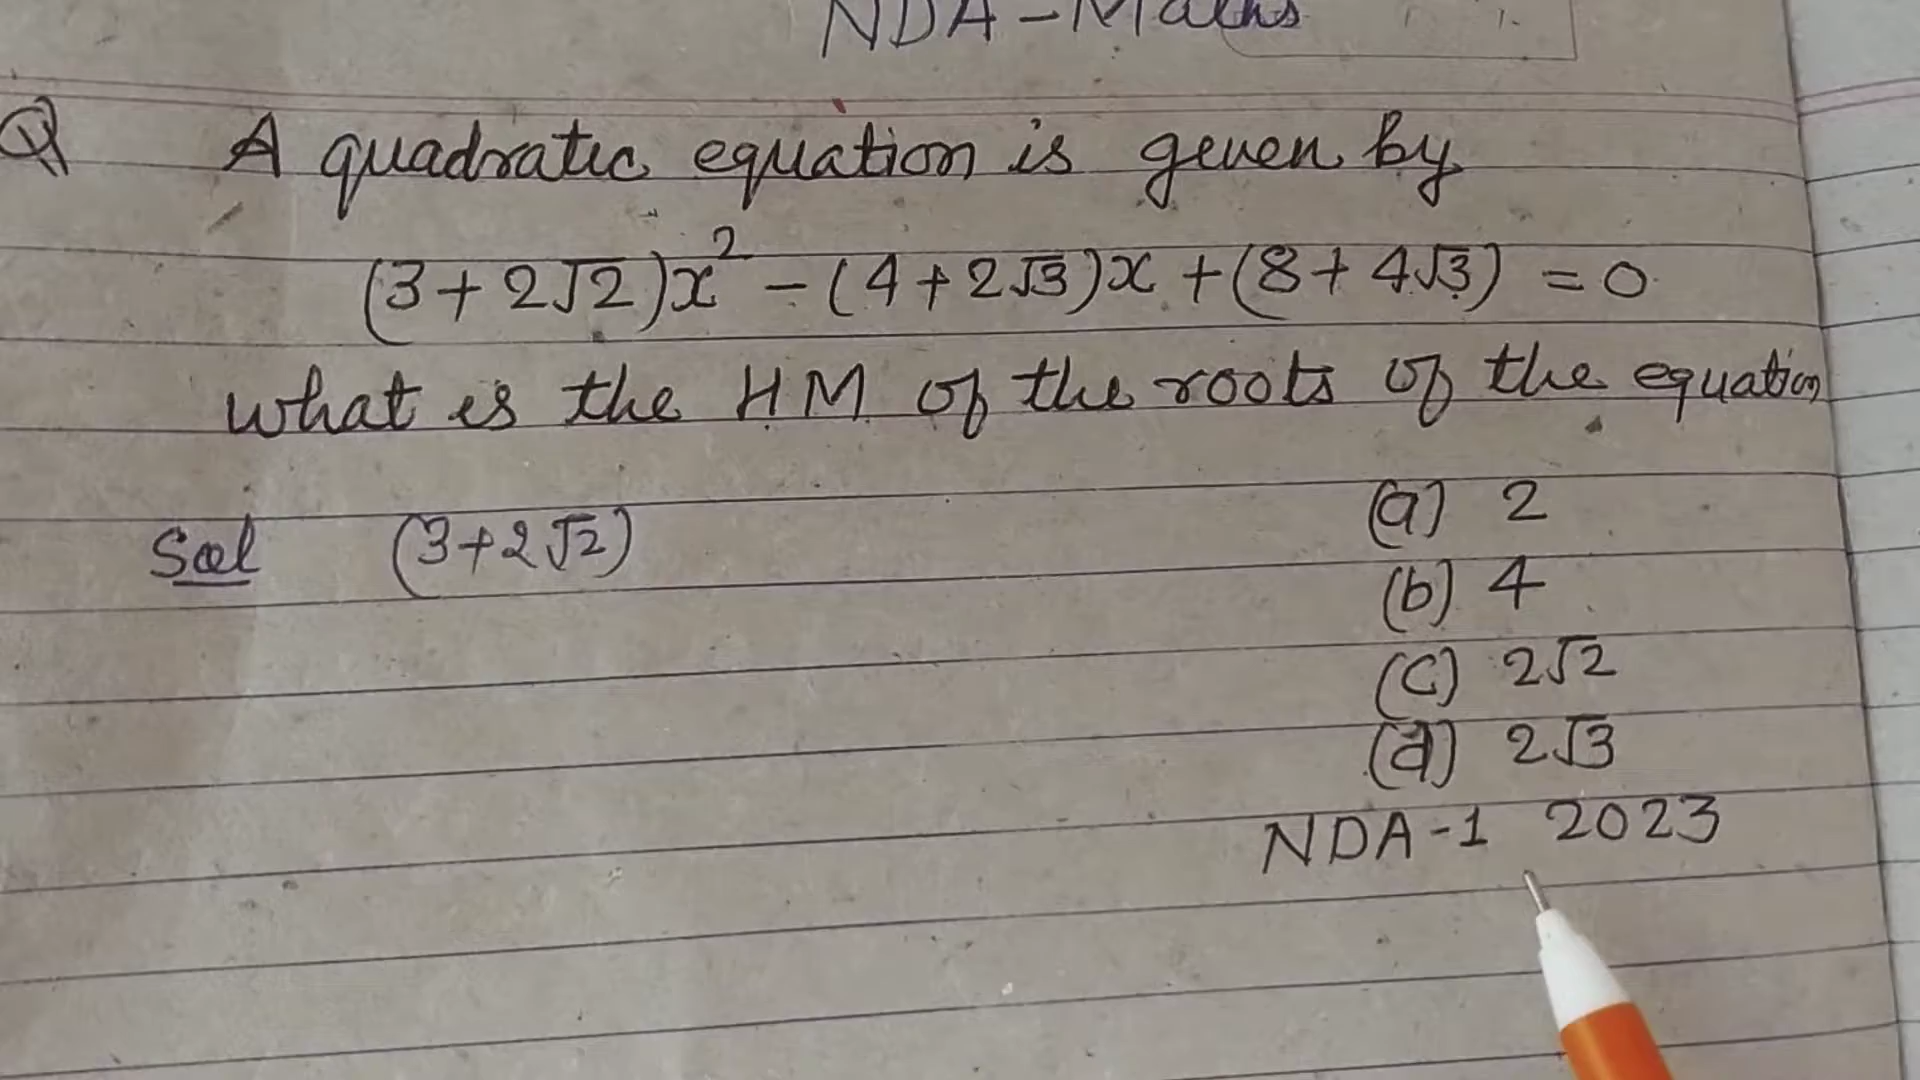 NDA - Maths
Q A quadratic equation is geven by
(3+2√2)x² - (4+2√3)x + (8+4√3) = 0
what is the HM of the roots of the equation
Sol (3+2√2)
(a) 2
(b) 4
(c) 2√2
(d) 2√3
NDA-1 2023